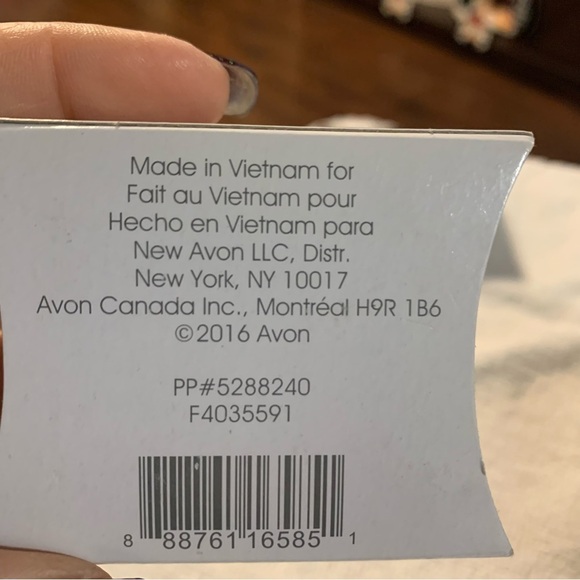 Made in Vietnam for
Fait au Vietnam pour
Hecho en Vietnam para
New Avon LLC, Distr.
New York, NY 10017
Avon Canada Inc., Montréal H9R 1B6
©2016 Avon
PP#5288240
F4035591
8 88761 16585 1